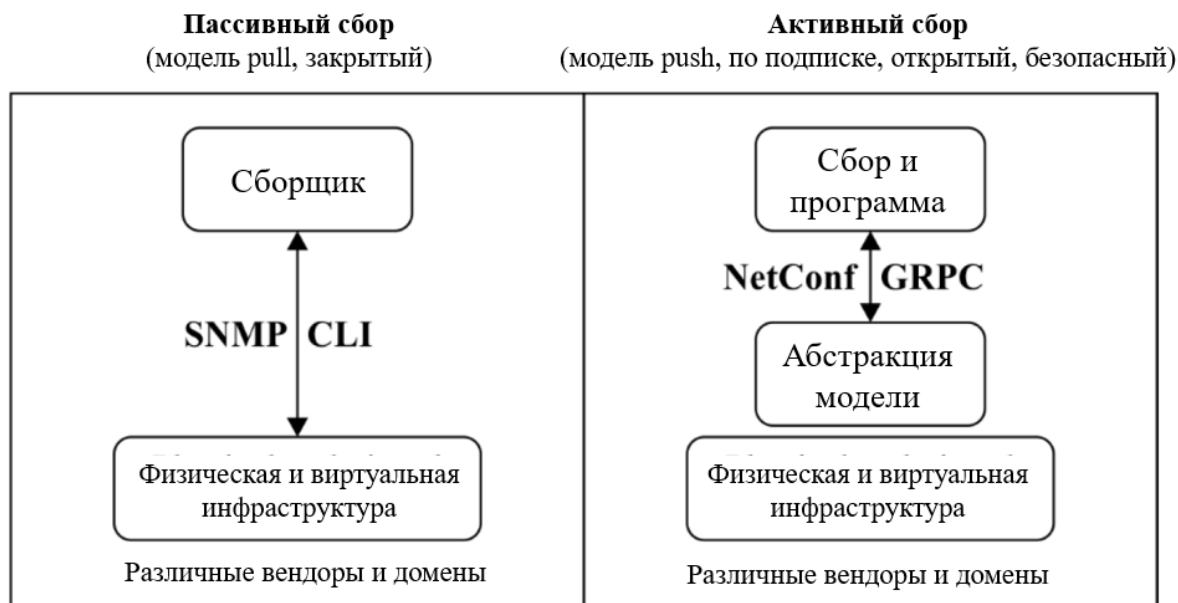 Пассивный сбор
(модель pull, закрытый)
Сборщик
SNMP CLI
Физическая и виртуальная
инфраструктура
Различные вендоры и домены
Активный сбор
(модель push, по подписке, открытый, безопасный)
Сбор и
программа
NetConf GRPC
Абстракция
модели
Физическая и виртуальная
инфраструктура
Различные вендоры и домены